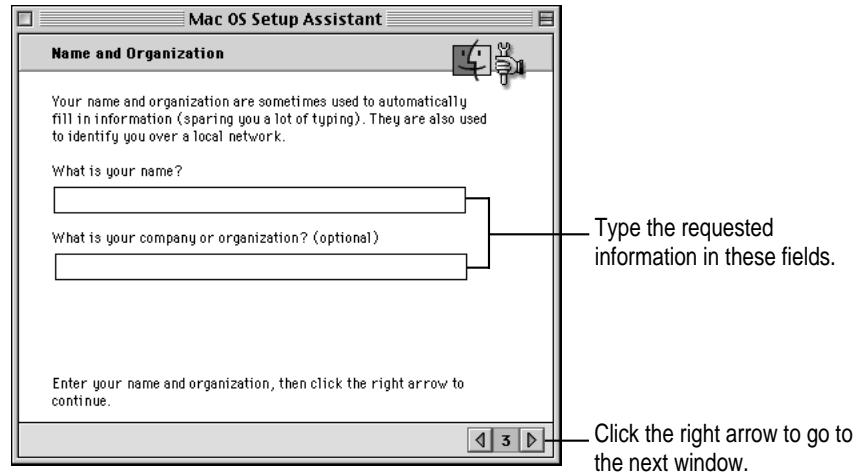 Mac OS Setup Assistant
Name and Organization
Your name and organization are sometimes used to automatically
fill in information (sparing you a lot of typing). They are also used
to identify you over a local network.
What is your name?
What is your company or organization? (optional)
Type the requested
information in these fields.
Enter your name and organization, then click the right arrow to
continue.
3
Click the right arrow to go to
the next window.